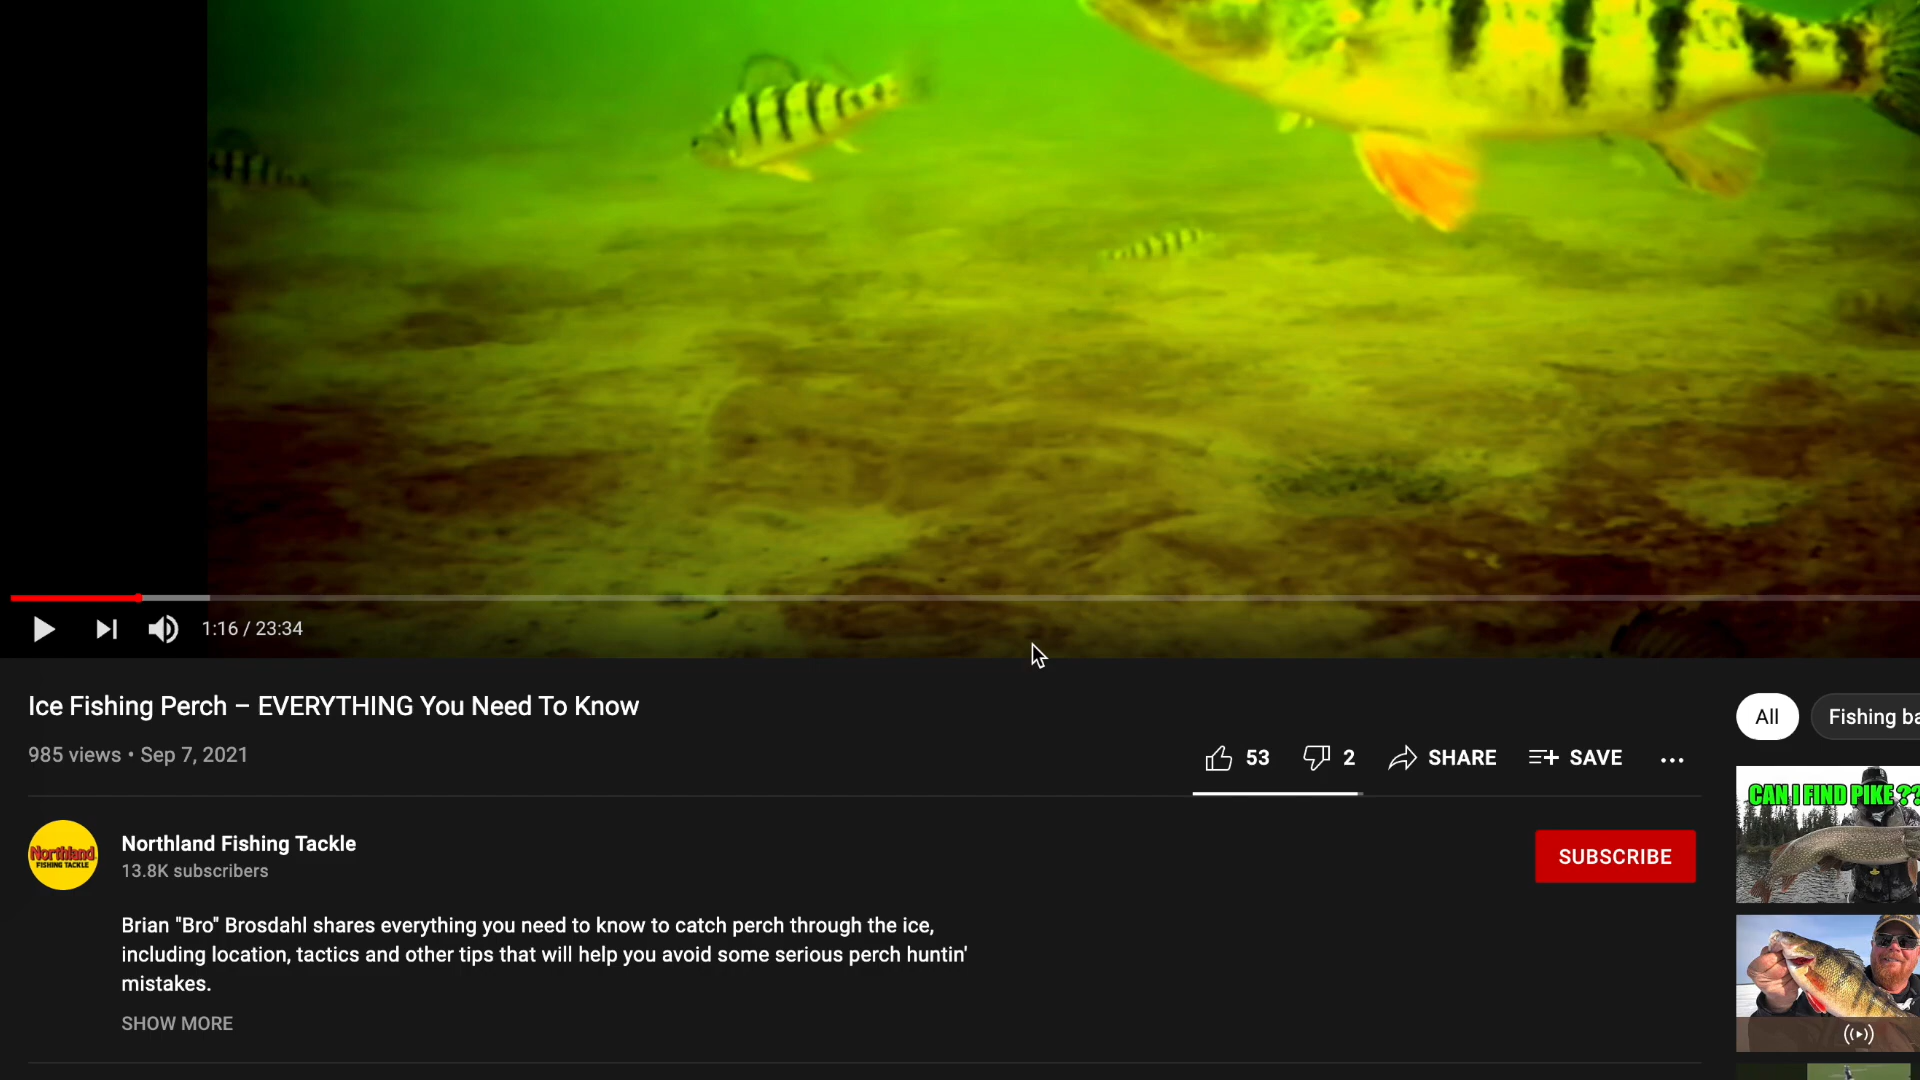 1:16 / 23:34
Ice Fishing Perch – EVERYTHING You Need To Know
985 views • Sep 7, 2021
53
2
SHARE
SAVE
All
Fishing ba
CAN I FIND PIKE ??
Northland
FISHING TACKLE
Northland Fishing Tackle
13.8K subscribers
SUBSCRIBE
Brian "Bro" Brosdahl shares everything you need to know to catch perch through the ice,
including location, tactics and other tips that will help you avoid some serious perch huntin'
mistakes.
SHOW MORE